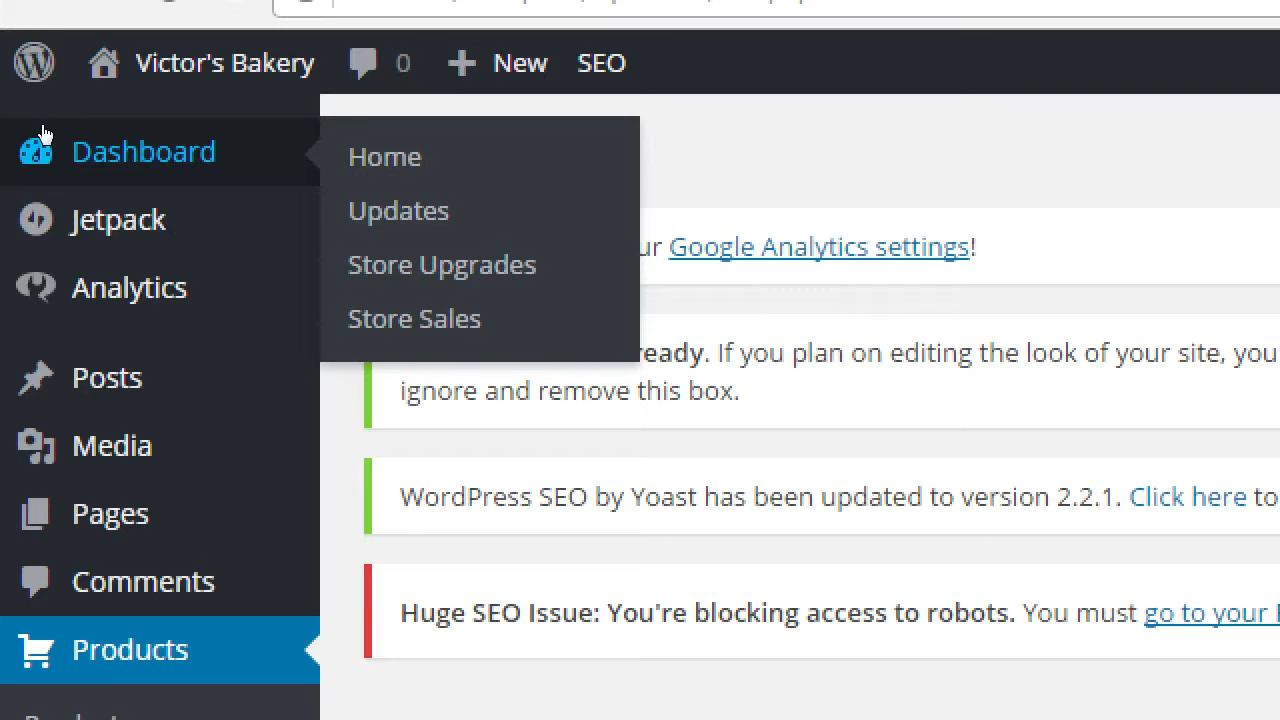 Victor's Bakery 0 New SEO
Dashboard
Jetpack
Analytics
Posts
Media
Pages
Comments
Products
Home
Updates
Store Upgrades
Store Sales
Google Analytics settings!
ready. If you plan on editing the look of your site, you
ignore and remove this box.
WordPress SEO by Yoast has been updated to version 2.2.1. Click here to
Huge SEO Issue: You're blocking access to robots. You must go to your